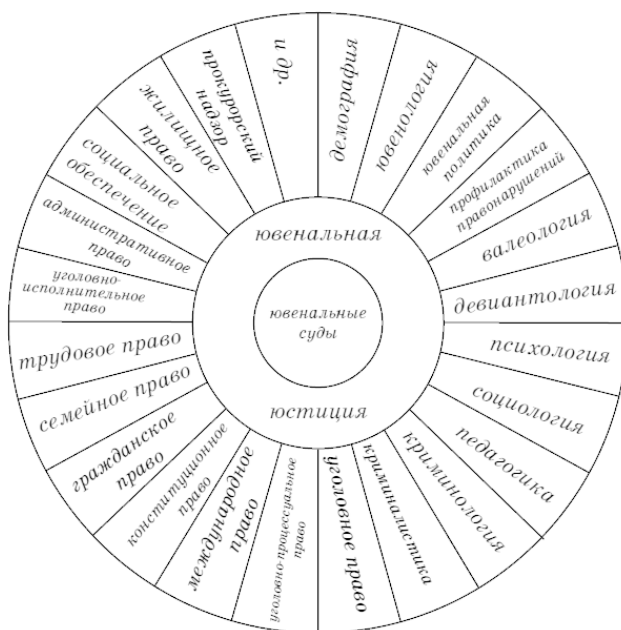 демография
ювенология
ювенальная
политика
профилактика
правонарушений
валеология
девиантология
психология
социология
педагогика
криминология
криминалистика
уголовное право
уголовно-процессуальное
право
международное
право
конституционное
право
гражданское
право
семейное право
трудовое право
уголовно-
исполнительное
право
административное
право
социальное
обеспечение
жилищное
право
прокурорский
надзор
и др.
ювенальная
ювенальные
суды
юстиция